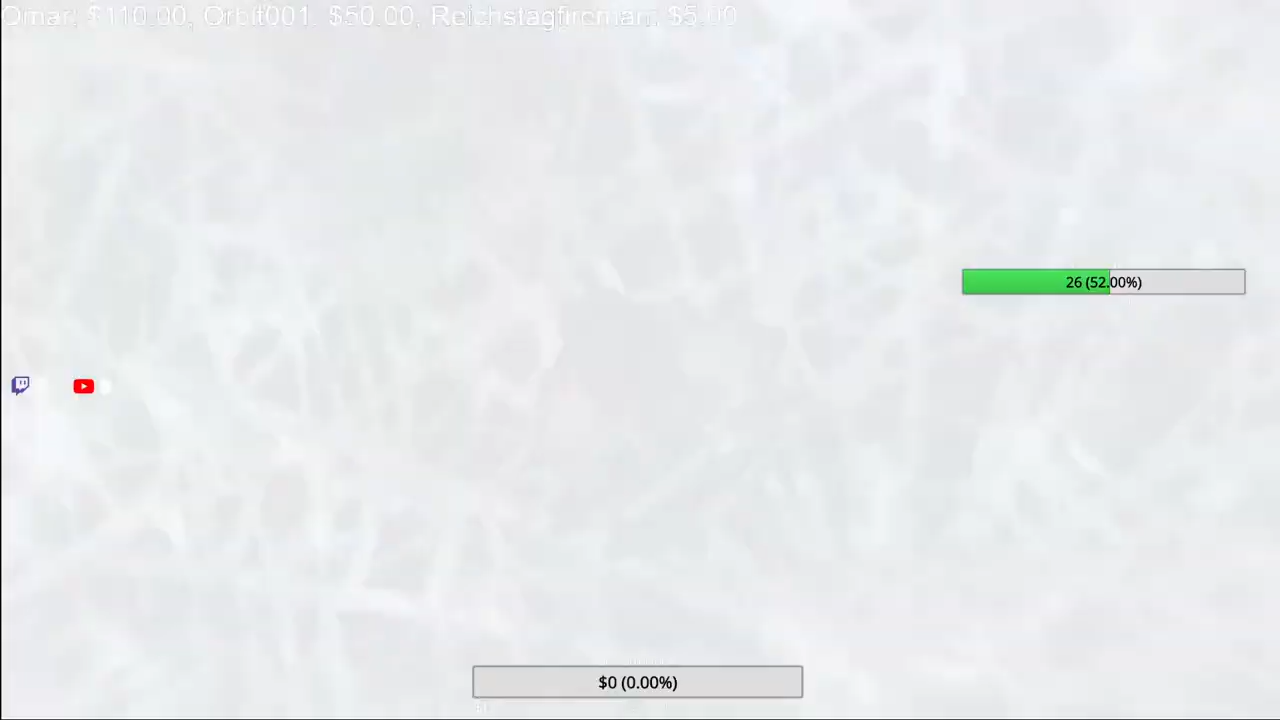 Omar: $110.00, Orbit001: $50.00, Reichstagfireman: $5.00
26 (52.00%)
$0 (0.00%)